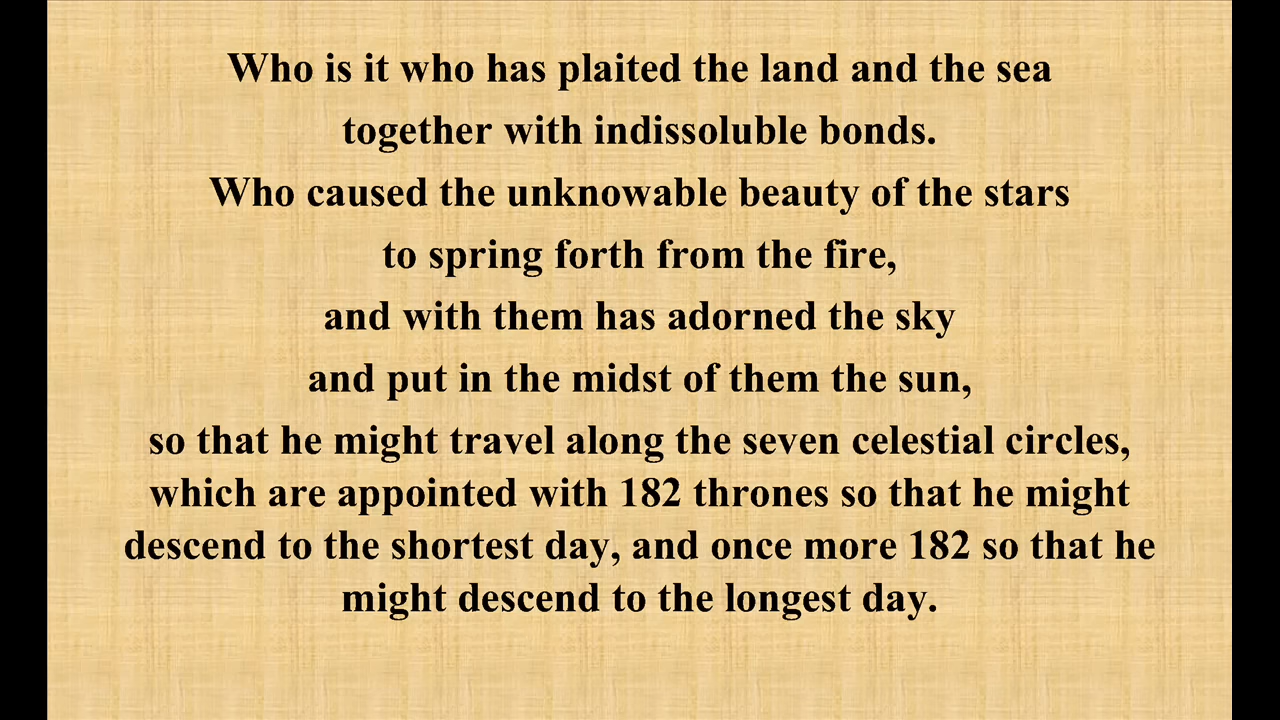 Who is it who has plaited the land and the sea
together with indissoluble bonds.
Who caused the unknowable beauty of the stars
to spring forth from the fire,
and with them has adorned the sky
and put in the midst of them the sun,
so that he might travel along the seven celestial circles,
which are appointed with 182 thrones so that he might
descend to the shortest day, and once more 182 so that he
might descend to the longest day.